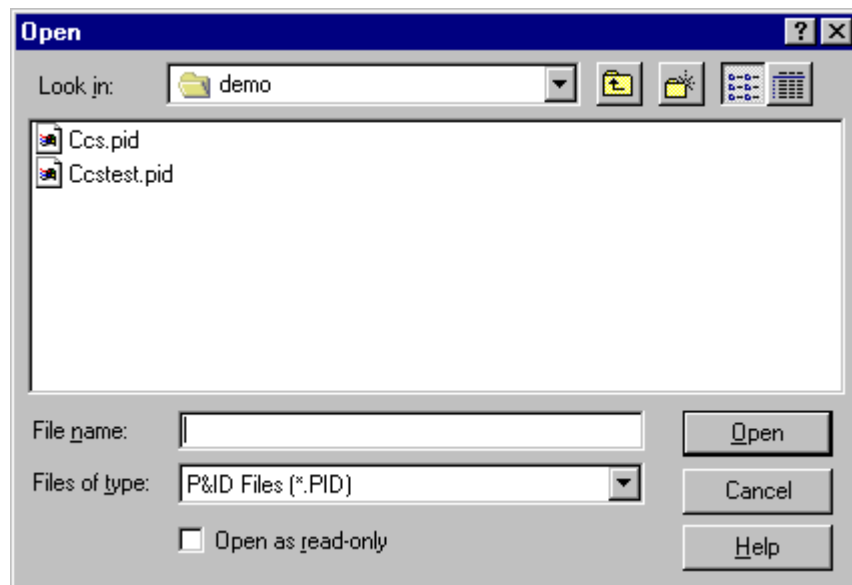 Open
Look in: demo
Ccs.pid
Ccstest.pid
File name: Open
Files of type: P&ID Files (*.PID) Cancel
Open as read-only Help